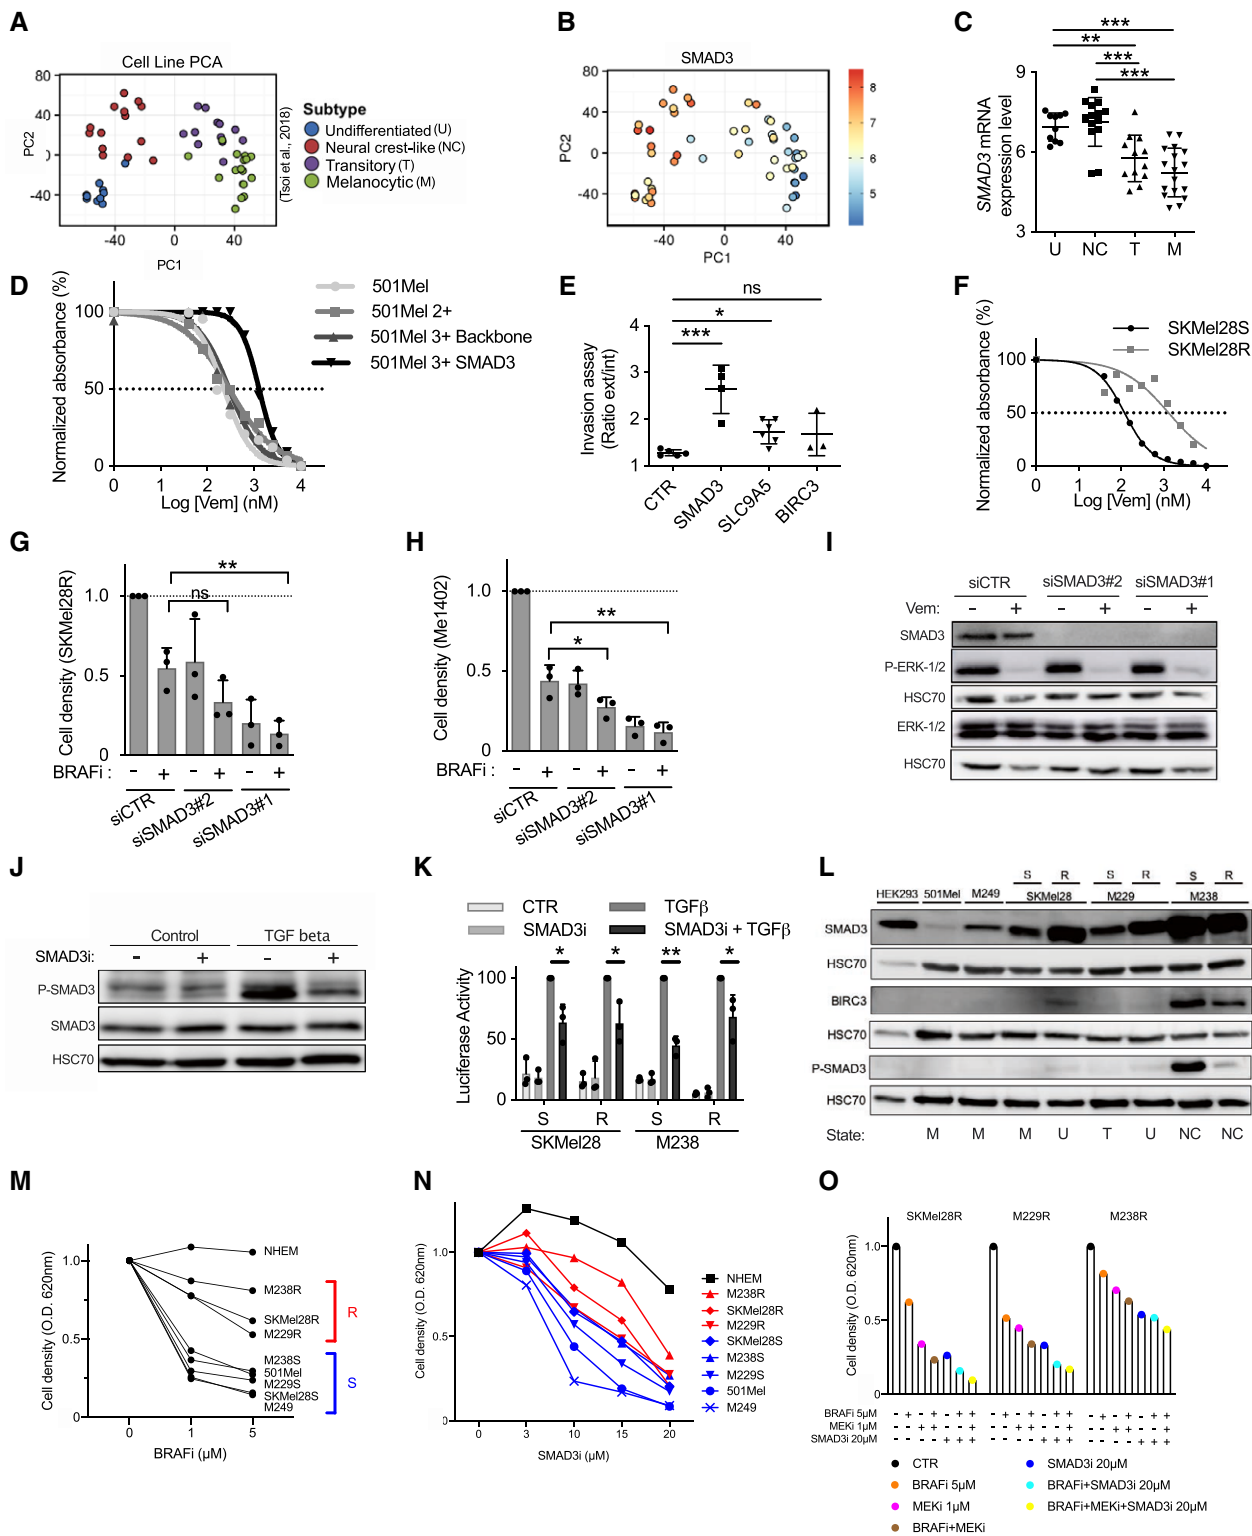 A
Cell Line PCA
80
40
0
-40
PC2
-40
0
40
PC1
Subtype
Undifferentiated (U)
Neural crest-like (NC)
Transitory (T)
Melanocytic (M)
(Tsoi et al., 2018)
B
SMAD3
80
40
0
-40
PC2
-40
0
40
PC1
8
7
6
5
C
***
**
***
***
9
6
3
SMAD3 mRNA
expression level
U
NC
T
M
D
Normalized absorbance (%)
100
50
0
0
1
2
3
4
Log [Vem] (nM)
501Mel
501Mel 2+
501Mel 3+ Backbone
501Mel 3+ SMAD3
E
ns
*
***
4
3
2
1
Invasion assay
(Ratio ext/int)
CTR
SMAD3
SLC9A5
BIRC3
F
SKMel28S
SKMel28R
Normalized absorbance (%)
100
50
0
0
1
2
3
4
Log [Vem] (nM)
G
Cell density (SKMel28R)
**
ns
1.0
0.5
0
BRAFi :
- + - + - +
siCTR
siSMAD3#2
siSMAD3#1
H
Cell density (Me1402)
**
*
1.0
0.5
0
BRAFi :
- + - + - +
siCTR
siSMAD3#2
siSMAD3#1
I
siCTR
siSMAD3#2
siSMAD3#1
Vem: - + - + - +
SMAD3
P-ERK-1/2
HSC70
ERK-1/2
HSC70
J
Control
TGF beta
SMAD3i: - + - +
P-SMAD3
SMAD3
HSC70
K
CTR
SMAD3i
TGFβ
SMAD3i + TGFβ
* * ** *
Luciferase Activity
100
50
0
S R S R
SKMel28
M238
L
S R S R S R
HEK293 501Mel M249 SKMel28 M229 M238
SMAD3
HSC70
BIRC3
HSC70
P-SMAD3
HSC70
State: M M M U T U NC NC
M
Cell density (O.D. 620nm)
1.0
0.5
0
0
1
5
BRAFi (µM)
NHEM
M238R
SKMel28R
M229R
R
M238S
501Mel
M229S
SKMel28S
M249
S
N
Cell density (O.D. 620nm)
1.0
0.5
0
0
3
10
15
20
SMAD3i (µM)
NHEM
M238R
SKMel28R
M229R
SKMel28S
M238S
M229S
501Mel
M249
O
SKMel28R
M229R
M238R
Cell density (O.D. 620nm)
1.0
0.5
0
BRAFi 5µM - + - + - + + - + - + - + + - + - + - + +
MEKi 1µM - - + + - - + - - + + - - + - - + + - - +
SMAD3i 20µM - - - - + + + - - - - + + + - - - - + + +
CTR
BRAFi 5µM
MEKi 1µM
BRAFi+MEKi
SMAD3i 20µM
BRAFi+SMAD3i 20µM
BRAFi+MEKi+SMAD3i 20µM